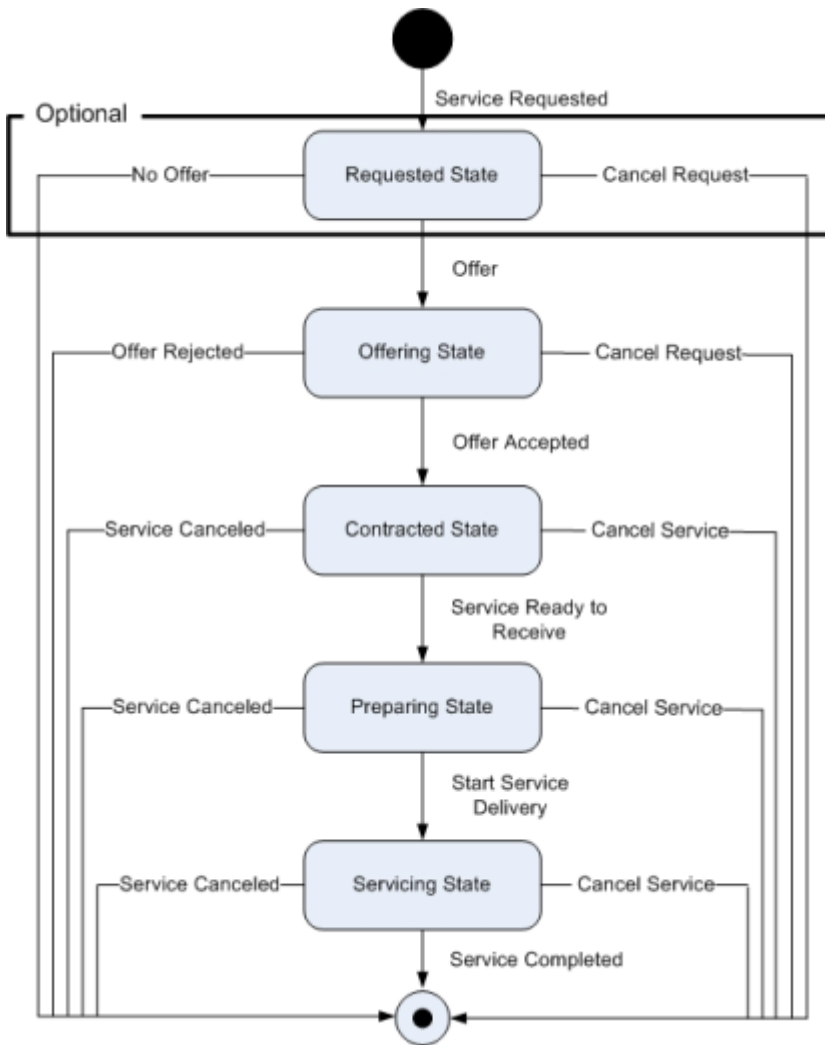 Service Requested
Optional
No Offer
Requested State
Cancel Request
Offer
Offer Rejected
Offering State
Cancel Request
Offer Accepted
Service Canceled
Contracted State
Cancel Service
Service Ready to
Receive
Service Canceled
Preparing State
Cancel Service
Start Service
Delivery
Service Canceled
Servicing State
Cancel Service
Service Completed